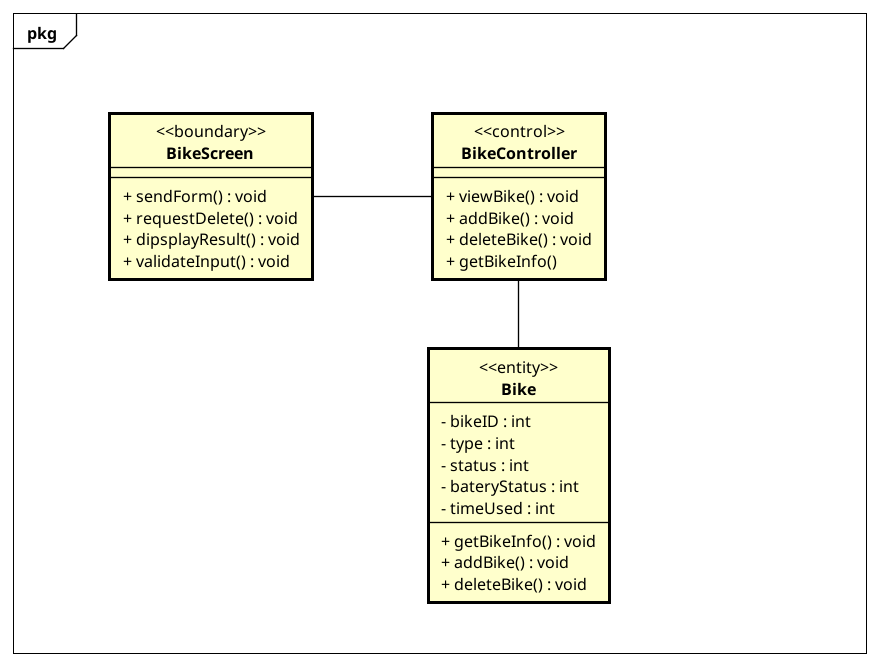 pkg
<<boundary>>
BikeScreen
+ sendForm() : void
+ requestDelete() : void
+ dipsplayResult() : void
+ validateInput() : void
<<control>>
BikeController
+ viewBike() : void
+ addBike() : void
+ deleteBike() : void
+ getBikeInfo()
<<entity>>
Bike
- bikeID : int
- type : int
- status : int
- bateryStatus : int
- timeUsed : int
+ getBikeInfo() : void
+ addBike() : void
+ deleteBike() : void